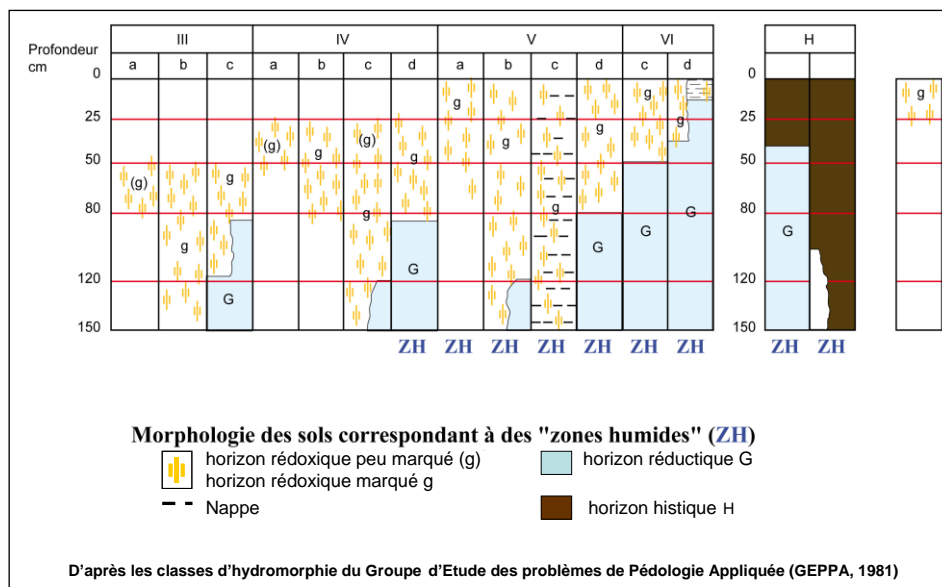 III IV V VI H
Profondeur
cm
a b c a b c d a b c d c d
0 0
g g g
25 25
(g) (g) g
g g g g g
50 50
(g) g
80 g g 80
g G G G G
G
120 120
G
150 150
ZH ZH ZH ZH ZH ZH ZH ZH ZH
Morphologie des sols correspondant à des "zones humides" (ZH)
horizon rédoxique peu marqué (g)
horizon rédoxique marqué g
Nappe
horizon réductique G
horizon histique H
D'après les classes d'hydromorphie du Groupe d'Etude des problèmes de Pédologie Appliquée (GEPPA, 1981)